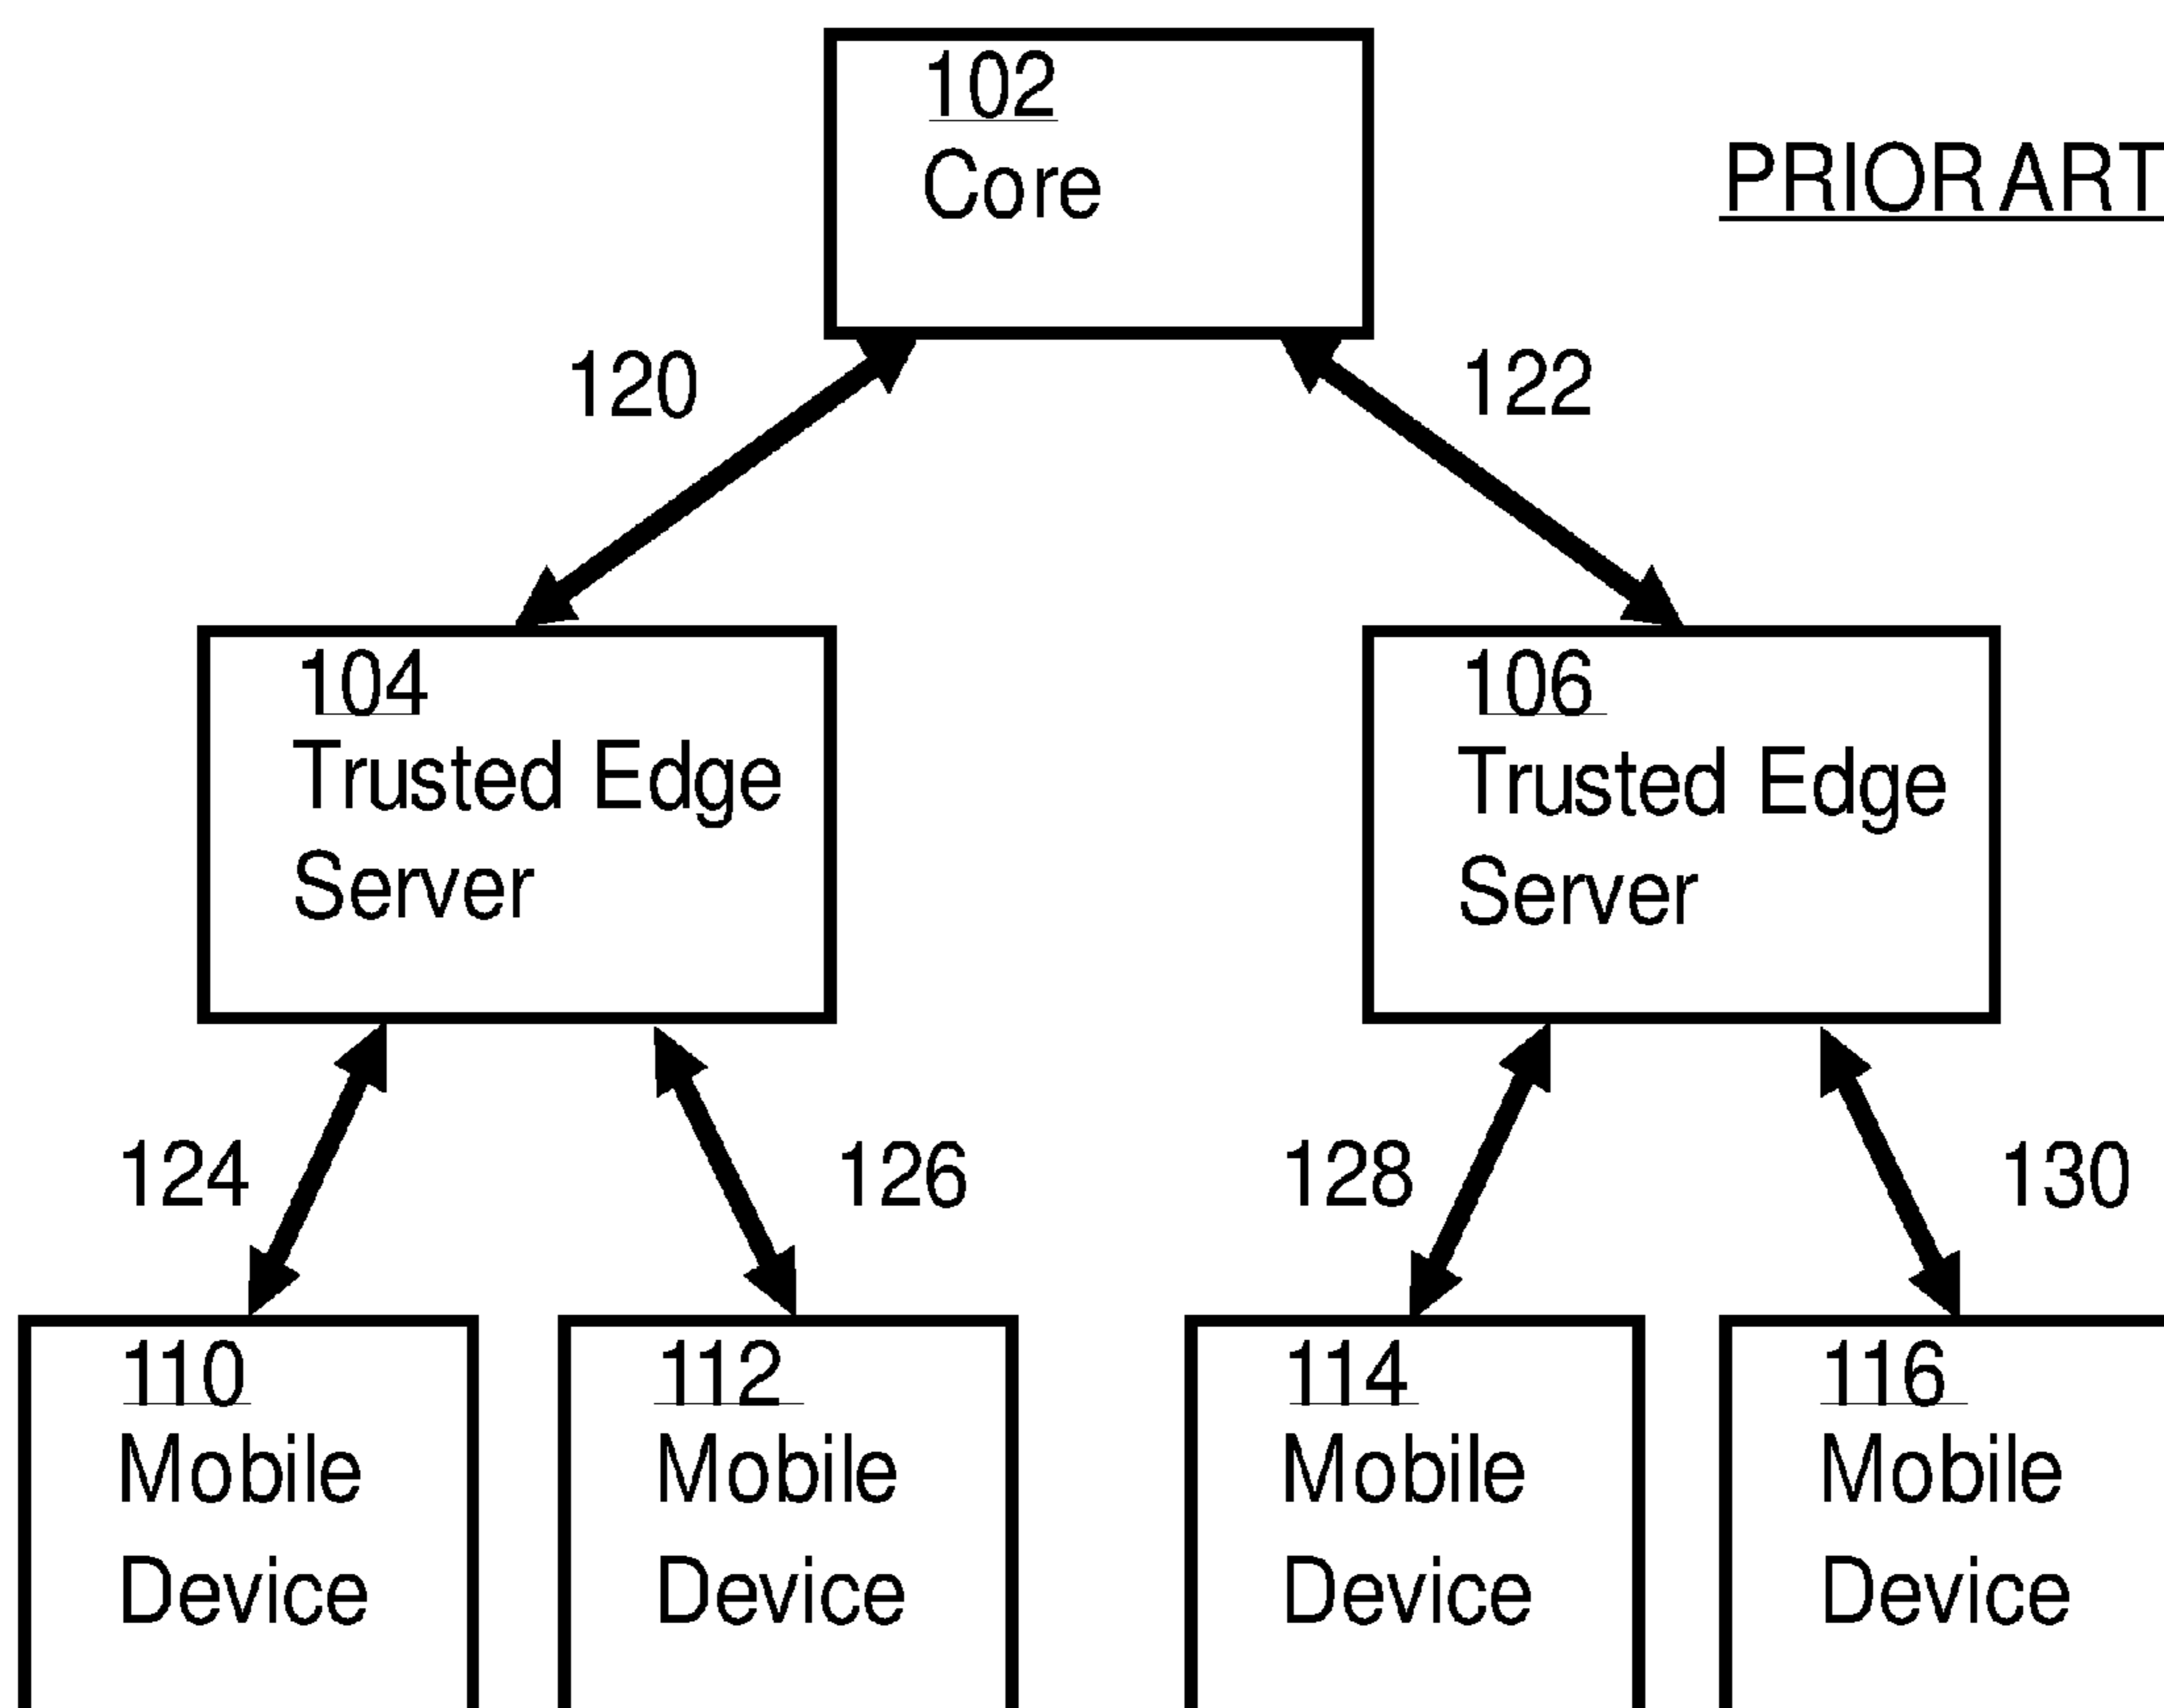 102
Core
PRIOR ART
120
122
104
Trusted Edge
Server
106
Trusted Edge
Server
124
126
128
130
110
Mobile
Device
112
Mobile
Device
114
Mobile
Device
116
Mobile
Device